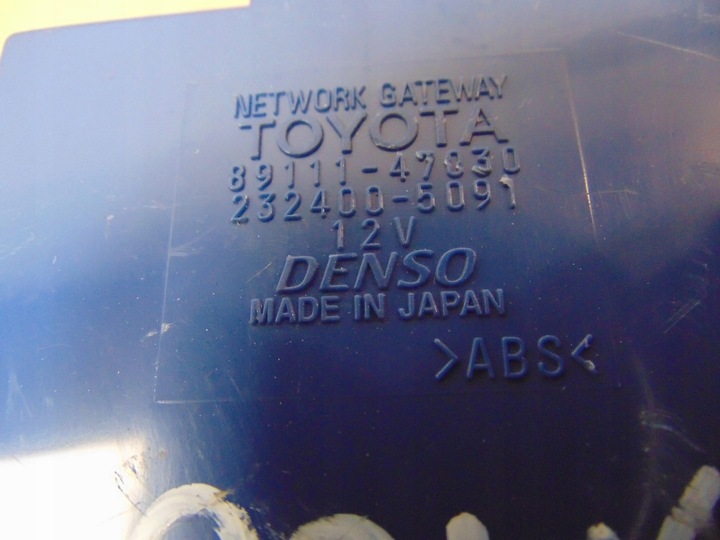 NETWORK GATEWAY
TOYOTA
89111-47030
232400-5091
12V
DENSO
MADE IN JAPAN
>ABS<